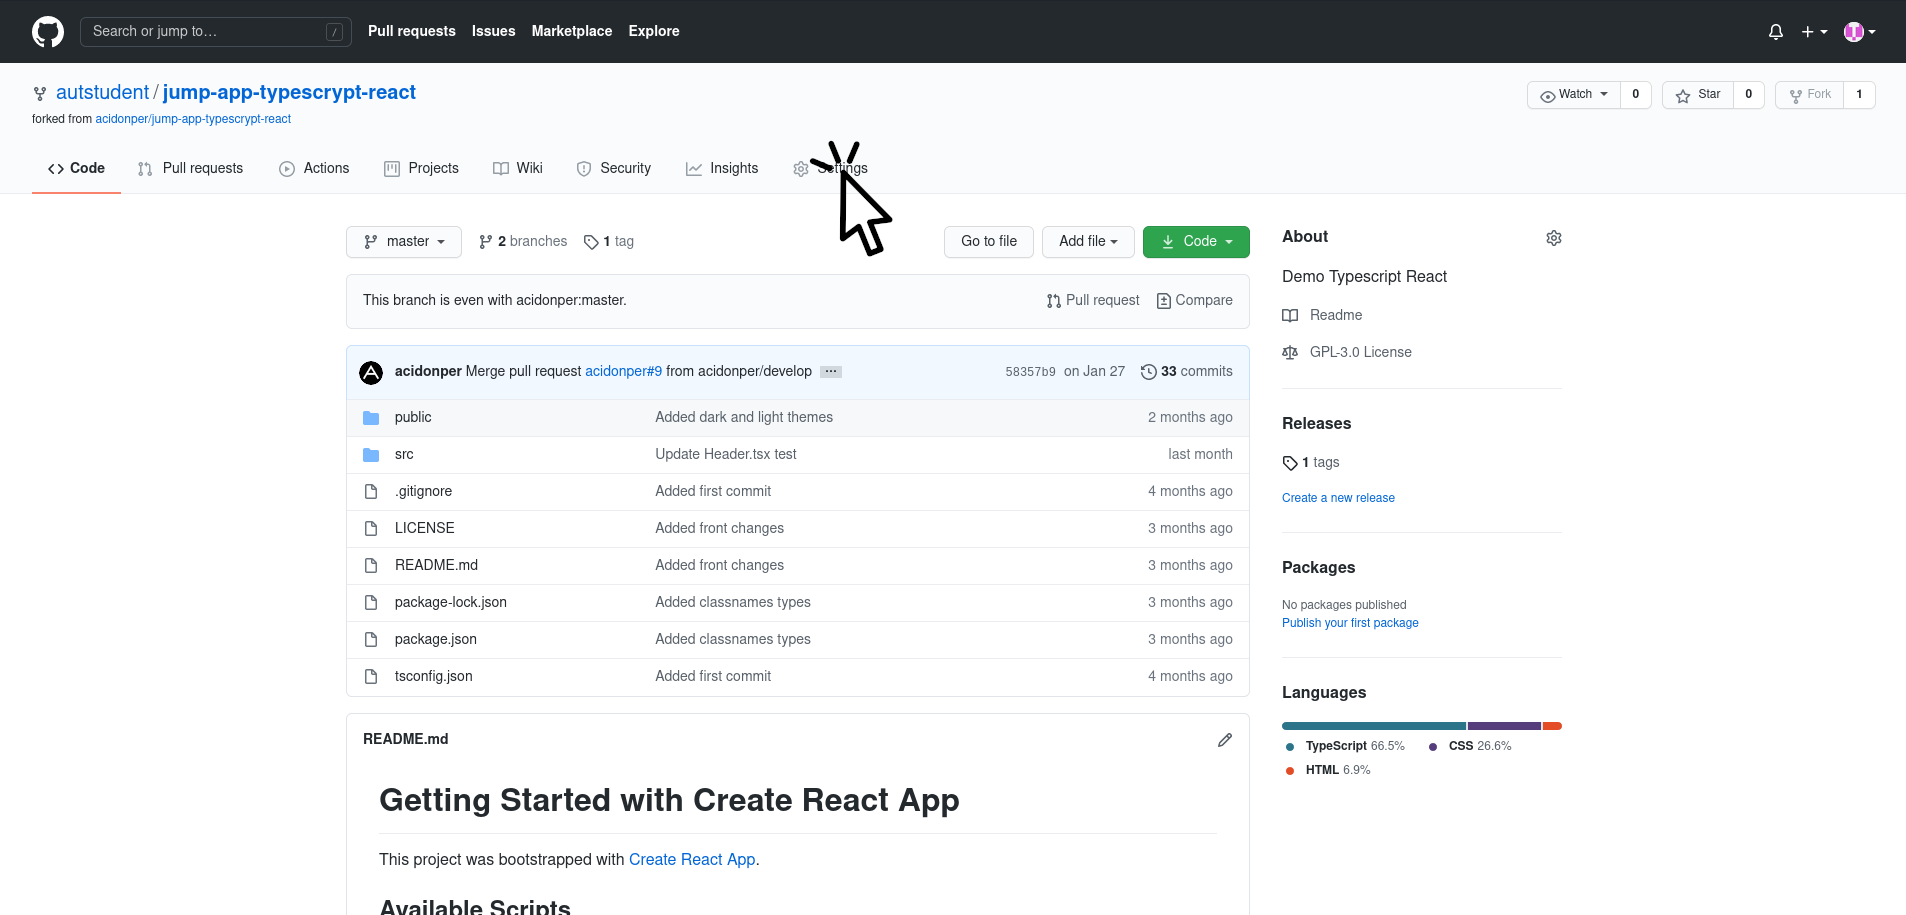 Search or jump to… /
Pull requests Issues Marketplace Explore
autstudent / jump-app-typescrypt-react
forked from acidonper/jump-app-typescrypt-react
Watch 0 Star 0 Fork 1
Code Pull requests Actions Projects Wiki Security Insights Settings
master 2 branches 1 tag Go to file Add file Code
This branch is even with acidonper:master. Pull request Compare
acidonper Merge pull request acidonper#9 from acidonper/develop … 58357b9 on Jan 27 33 commits
public Added dark and light themes 2 months ago
src Update Header.tsx test last month
.gitignore Added first commit 4 months ago
LICENSE Added front changes 3 months ago
README.md Added front changes 3 months ago
package-lock.json Added classnames types 3 months ago
package.json Added classnames types 3 months ago
tsconfig.json Added first commit 4 months ago
README.md
Getting Started with Create React App
This project was bootstrapped with Create React App.
Available Scripts
About
Demo Typescript React
Readme
GPL-3.0 License
Releases
1 tags
Create a new release
Packages
No packages published
Publish your first package
Languages
TypeScript 66.5% CSS 26.6%
HTML 6.9%